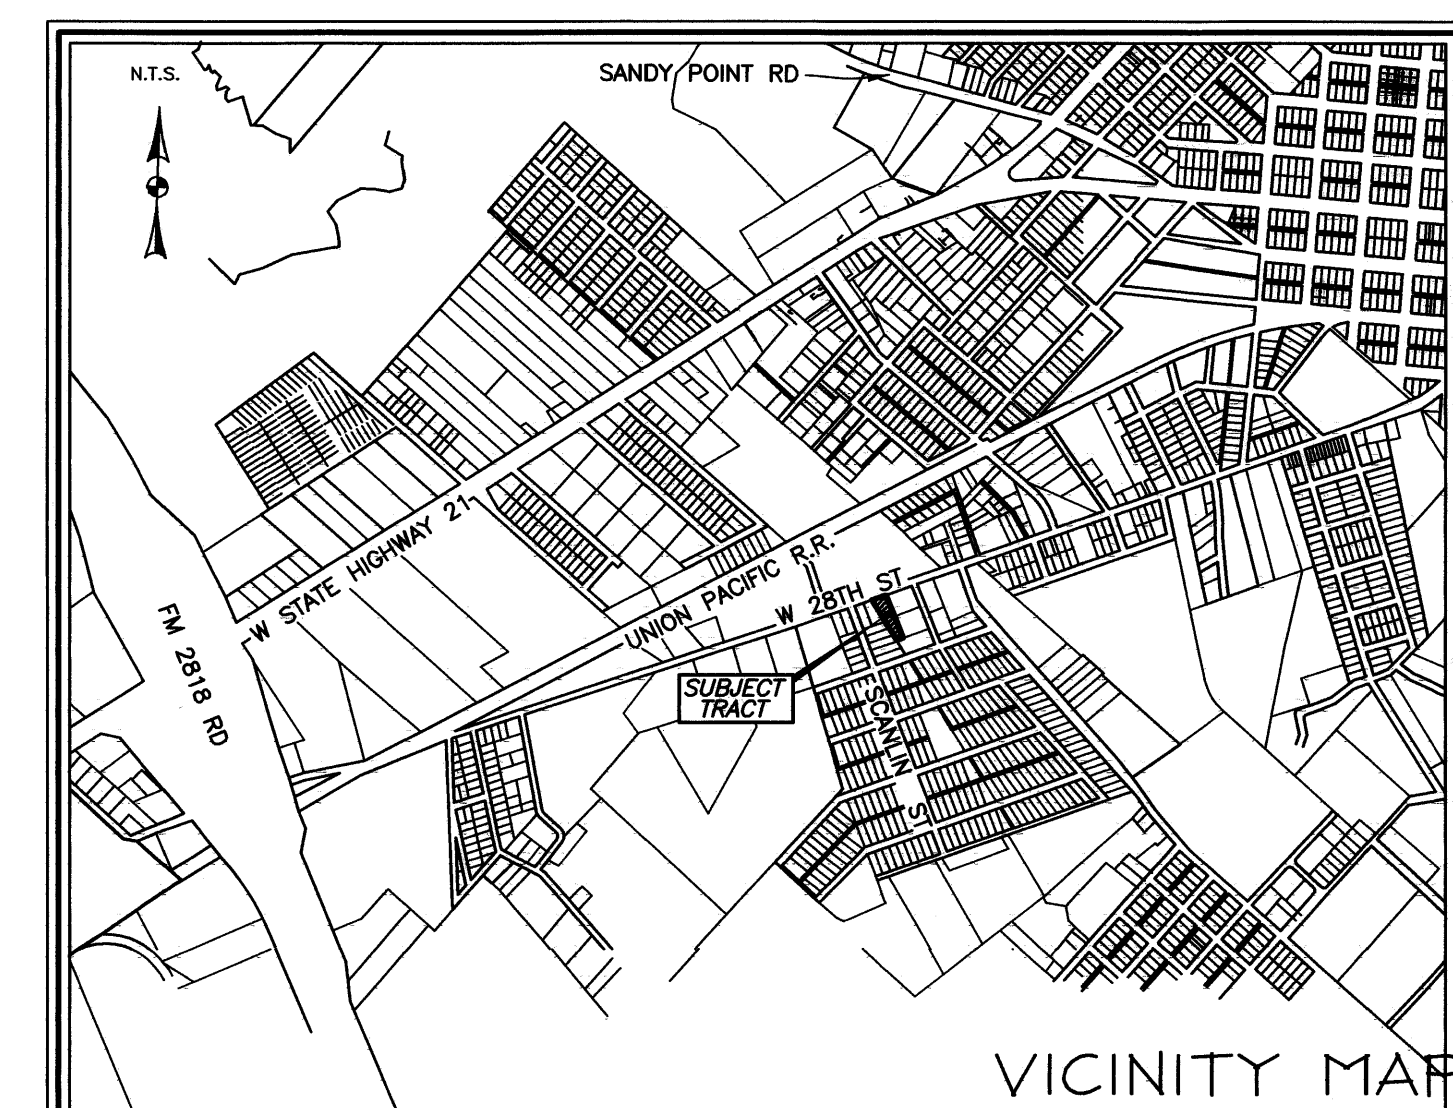 N.T.S.
SANDY POINT RD
W STATE HIGHWAY 21
UNION PACIFIC R.R.
W 28TH ST
FM 2818 RD
SUBJECT
TRACT
SCANLIN ST
VICINITY MAP